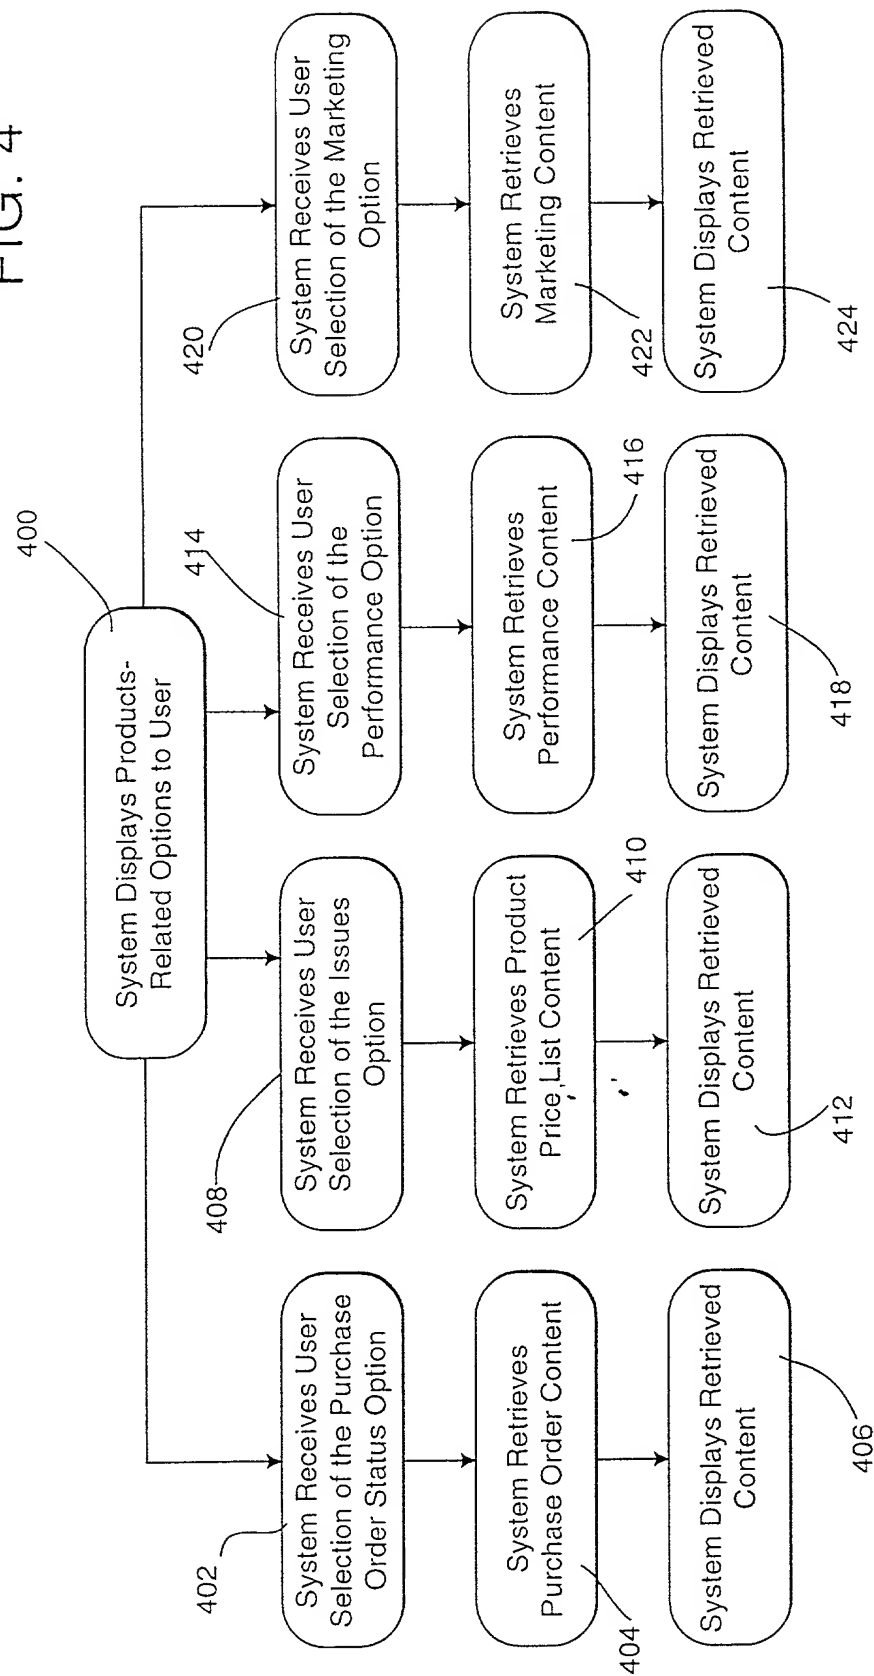 FIG. 4
400
System Displays Products-
Related Options to User
402
System Receives User
Selection of the Purchase
Order Status Option
408
System Receives User
Selection of the Issues
Option
414
System Receives User
Selection of the
Performance Option
420
System Receives User
Selection of the Marketing
Option
System Retrieves
Purchase Order Content
404
System Retrieves Product
Price, List Content
410
System Retrieves
Performance Content
416
System Retrieves
Marketing Content
422
System Displays Retrieved
Content
406
System Displays Retrieved
Content
412
System Displays Retrieved
Content
418
System Displays Retrieved
Content
424